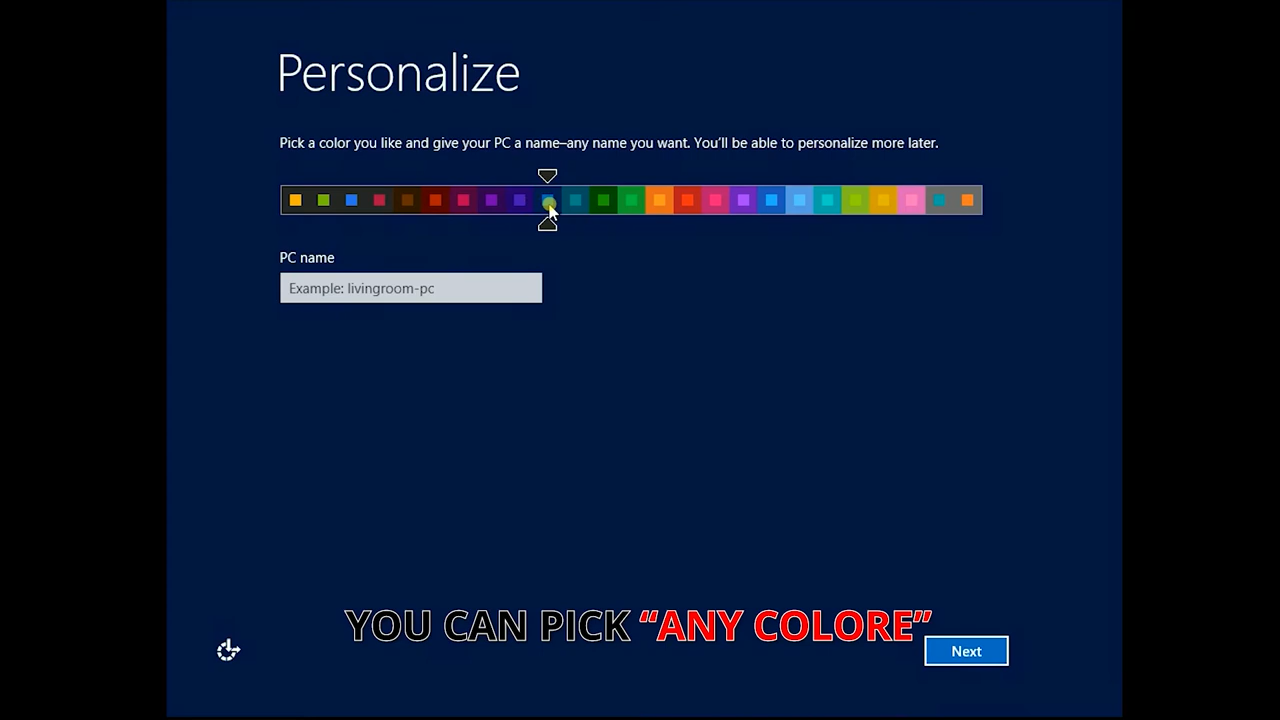 Personalize
Pick a color you like and give your PC a name–any name you want. You'll be able to personalize more later.
PC name
Example: livingroom-pc
YOU CAN PICK “ANY COLORE”
Next